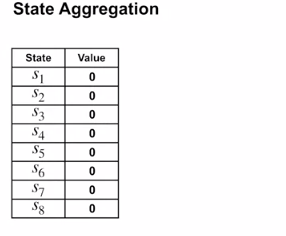 State Aggregation
State Value
s1 0
s2 0
s3 0
s4 0
s5 0
s6 0
s7 0
s8 0